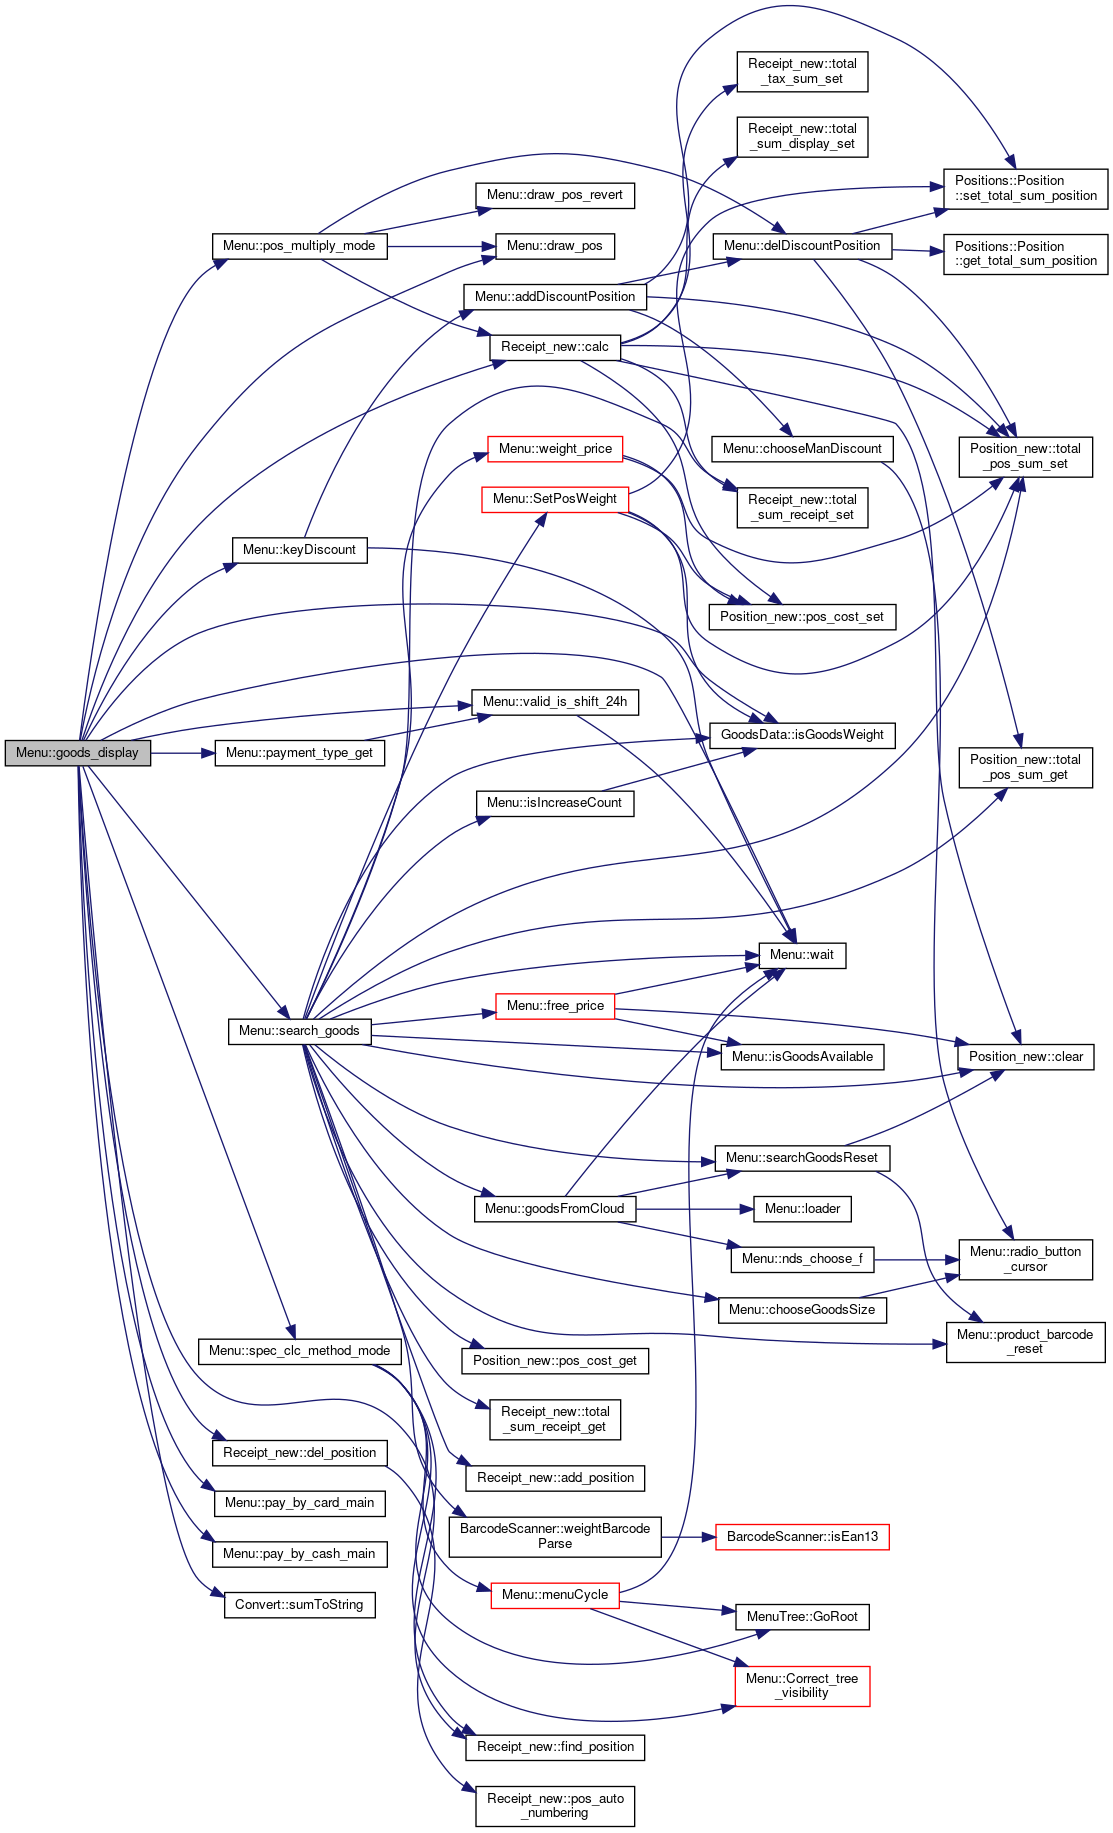 Receipt_new::total
_tax_sum_set
Receipt_new::total
_sum_display_set
Positions::Position
::set_total_sum_position
Menu::draw_pos_revert
Menu::pos_multiply_mode
Menu::draw_pos
Menu::delDiscountPosition
Positions::Position
::get_total_sum_position
Menu::addDiscountPosition
Receipt_new::calc
Menu::weight_price
Menu::chooseManDiscount
Position_new::total
_pos_sum_set
Menu::SetPosWeight
Receipt_new::total
_sum_receipt_set
Menu::keyDiscount
Position_new::pos_cost_set
Menu::valid_is_shift_24h
GoodsData::isGoodsWeight
Menu::goods_display
Menu::payment_type_get
Position_new::total
_pos_sum_get
Menu::isIncreaseCount
Menu::wait
Menu::free_price
Menu::search_goods
Menu::isGoodsAvailable
Position_new::clear
Menu::searchGoodsReset
Menu::goodsFromCloud
Menu::loader
Menu::nds_choose_f
Menu::radio_button
_cursor
Menu::chooseGoodsSize
Menu::product_barcode
_reset
Menu::spec_clc_method_mode
Position_new::pos_cost_get
Receipt_new::total
_sum_receipt_get
Receipt_new::del_position
Receipt_new::add_position
Menu::pay_by_card_main
BarcodeScanner::weightBarcode
Parse
BarcodeScanner::isEan13
Menu::pay_by_cash_main
Menu::menuCycle
Convert::sumToString
MenuTree::GoRoot
Menu::Correct_tree
_visibility
Receipt_new::find_position
Receipt_new::pos_auto
_numbering